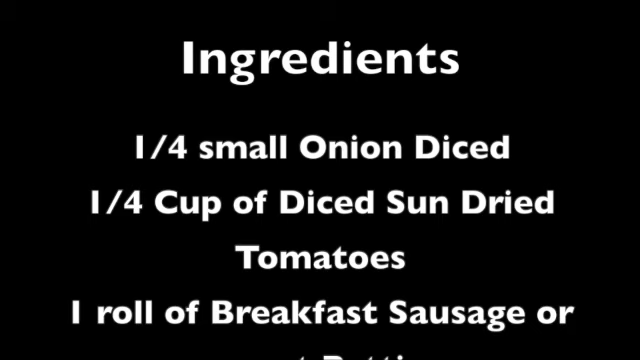 Ingredients
1/4 small Onion Diced
1/4 Cup of Diced Sun Dried
Tomatoes
1 roll of Breakfast Sausage or